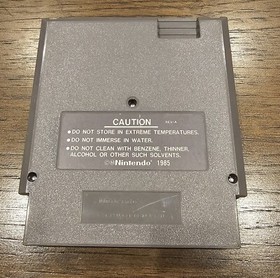 CAUTION
● DO NOT STORE IN EXTREME TEMPERATURES.
● DO NOT IMMERSE IN WATER.
● DO NOT CLEAN WITH BENZENE, THINNER,
ALCOHOL OR OTHER SUCH SOLVENTS.
©Nintendo 1985